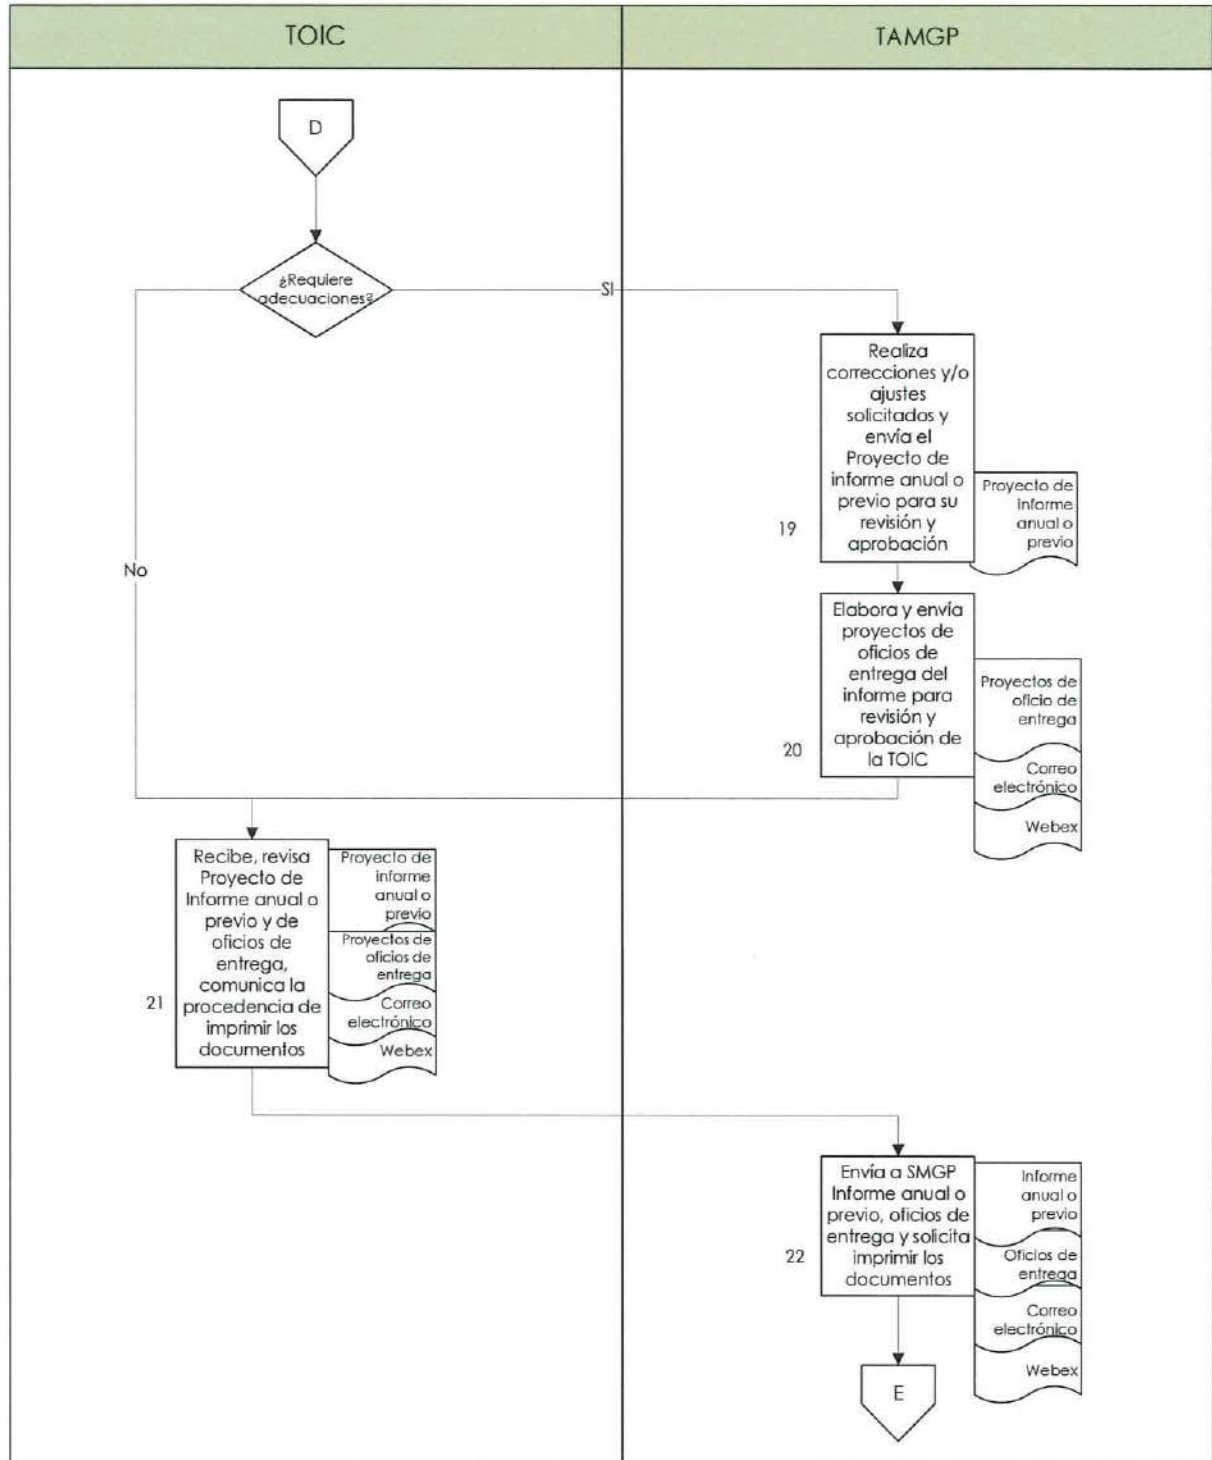 TOIC
TAMGP
D
¿Requiere
adecuaciones?
SI
No
Realiza
correcciones y/o
ajustes
solicitados y
envía el
Proyecto de
informe anual o
previo para su
revisión y
aprobación
19
Proyecto de
informe
anual o
previo
Elabora y envía
proyectos de
oficios de
entrega del
informe para
revisión y
aprobación de
la TOIC
20
Proyectos de
oficio de
entrega
Correo
electrónico
Webex
Recibe, revisa
Proyecto de
Informe anual o
previo y de
oficios de
entrega,
comunica la
procedencia de
imprimir los
documentos
21
Proyecto de
informe
anual o
previo
Proyectos de
oficios de
entrega
Correo
electrónico
Webex
Envía a SMGP
Informe anual o
previo, oficios de
entrega y solicita
imprimir los
documentos
22
Informe
anual o
previo
Oficios de
entrega
Correo
electrónico
Webex
E